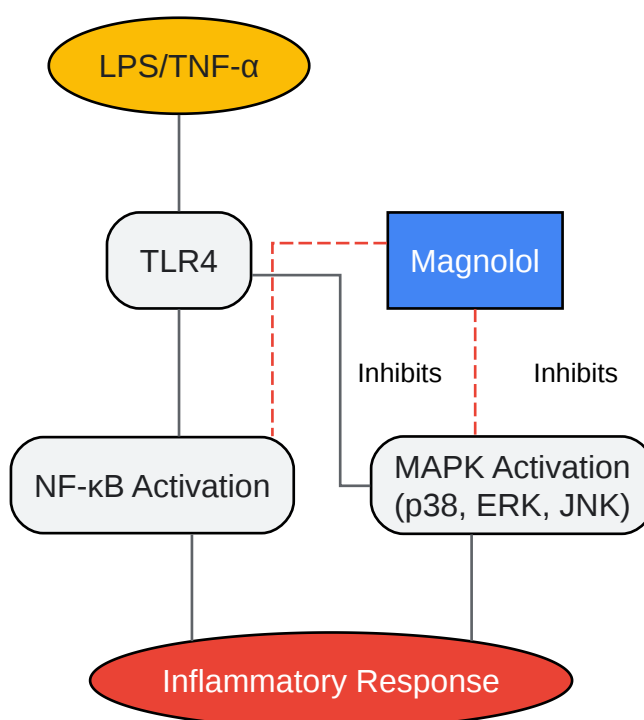 LPS/TNF-α
TLR4
Magnolol
Inhibits
Inhibits
NF-κB Activation
MAPK Activation
(p38, ERK, JNK)
Inflammatory Response